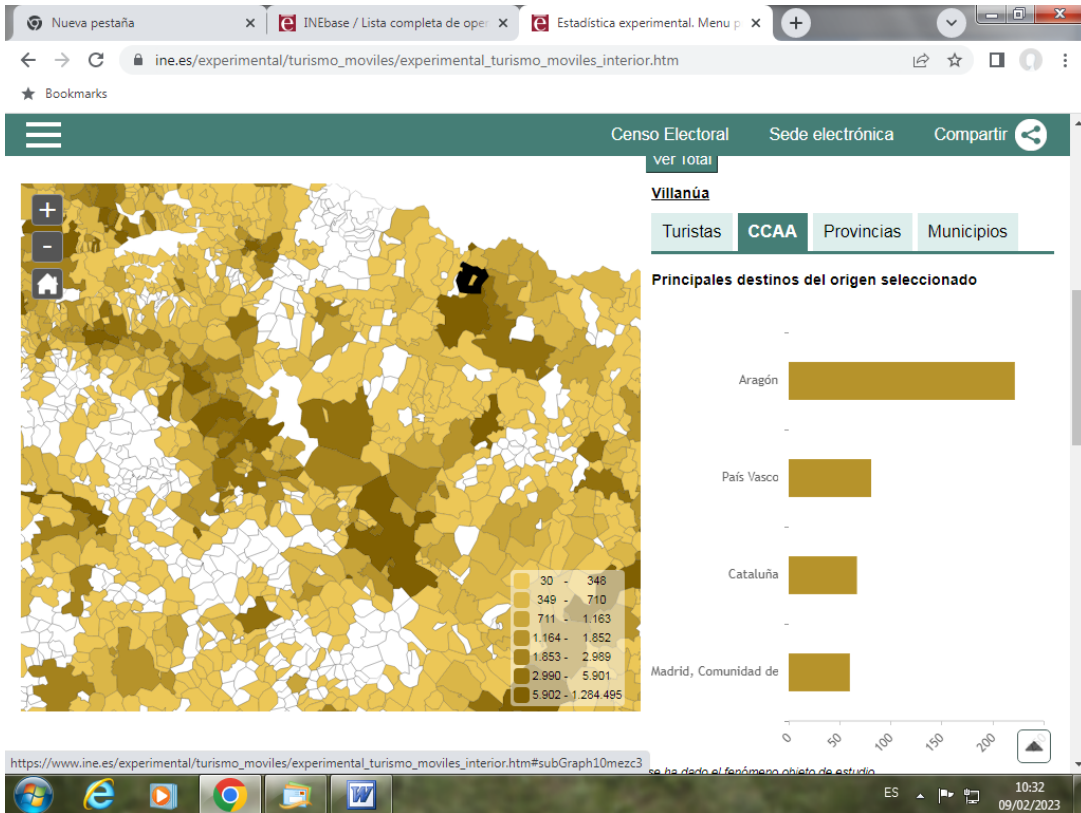 Nueva pestaña
INEbase / Lista completa de oper
Estadística experimental. Menu p
ine.es/experimental/turismo_moviles/experimental_turismo_moviles_interior.htm
Bookmarks
Censo Electoral Sede electrónica Compartir
Ver Total
Villanúa
Turistas CCAA Provincias Municipios
Principales destinos del origen seleccionado
+
-
Aragón
País Vasco
Cataluña
Madrid, Comunidad de
0 50 100 150 200
30 - 348
349 - 710
711 - 1.163
1.164 - 1.852
1.853 - 2.989
2.990 - 5.901
5.902 - 1.284.495
se ha dado el fenómeno objeto de estudio
https://www.ine.es/experimental/turismo_moviles/experimental_turismo_moviles_interior.htm#subGraph10mezc3
ES 10:32
09/02/2023